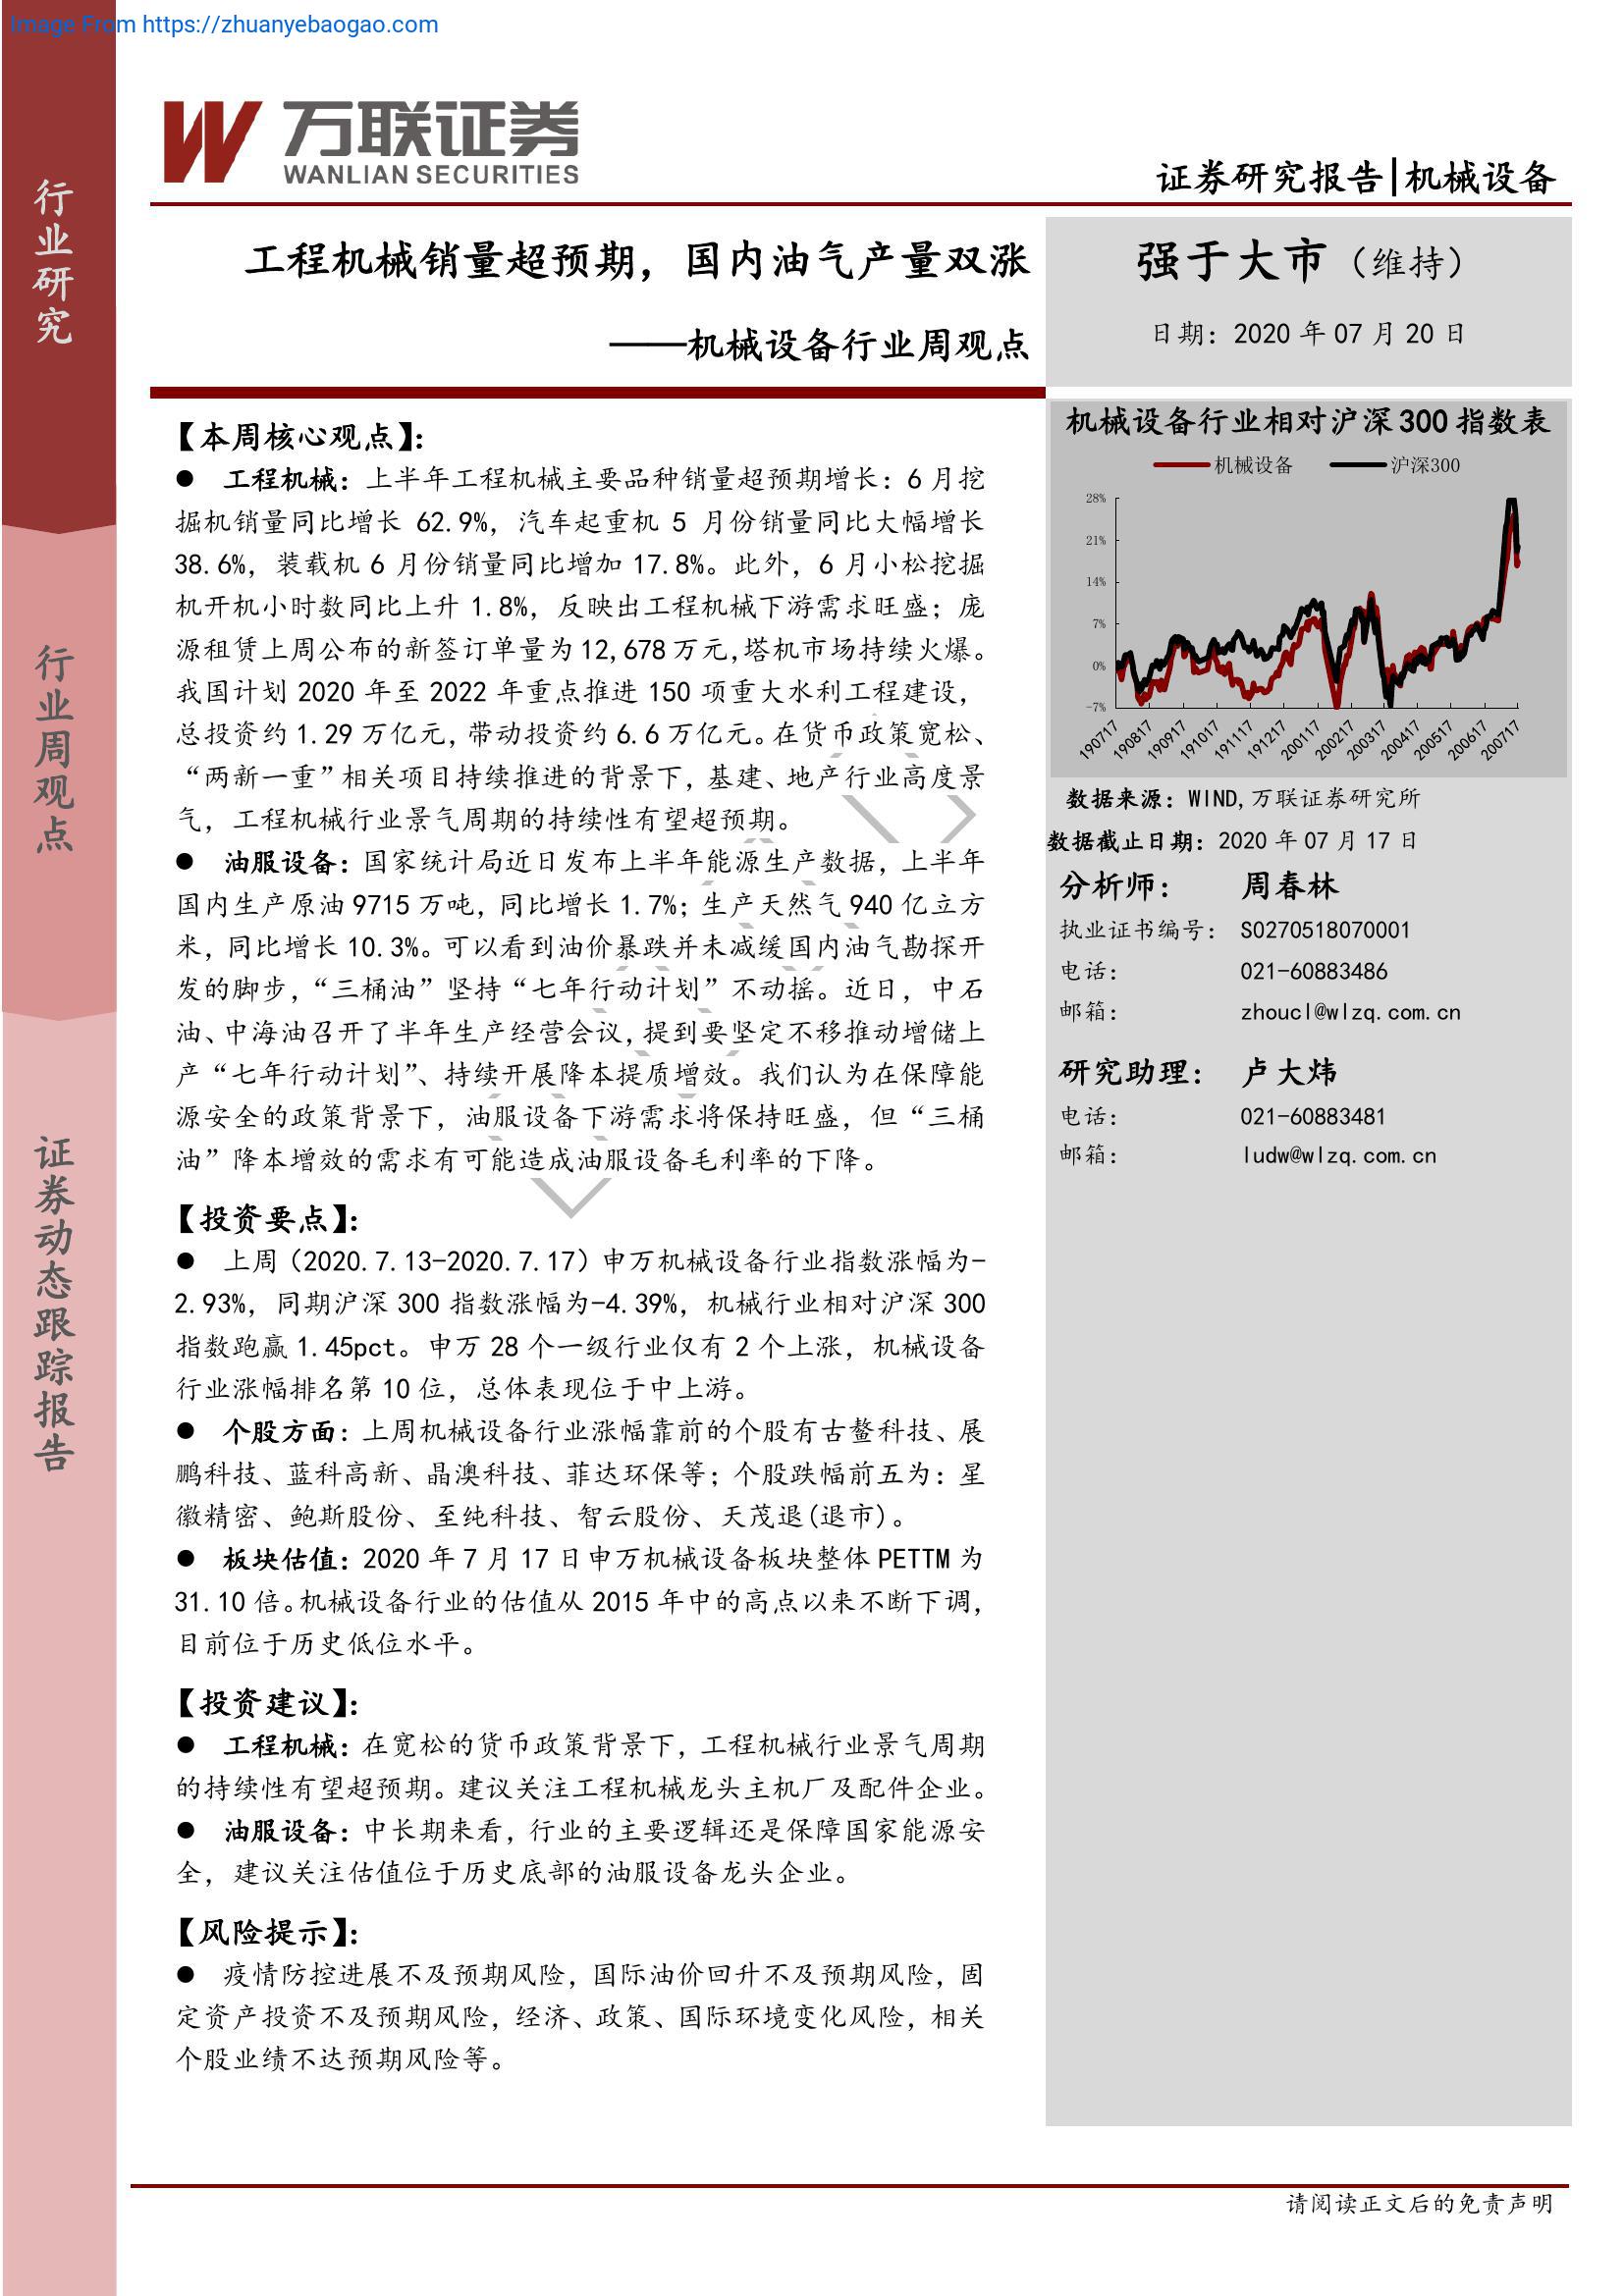 Image From https://zhuanyebaogao.com
万联证券
WANLIAN SECURITIES
证券研究报告|机械设备
行业研究
行业周观点
证券动态跟踪报告
工程机械销量超预期，国内油气产量双涨
——机械设备行业周观点
强于大市（维持）
日期：2020 年 07 月 20 日
【本周核心观点】：
● 工程机械：上半年工程机械主要品种销量超预期增长：6 月挖
掘机销量同比增长 62.9%，汽车起重机 5 月份销量同比大幅增长
38.6%，装载机 6 月份销量同比增加 17.8%。此外，6 月小松挖掘
机开机小时数同比上升 1.8%，反映出工程机械下游需求旺盛；庞
源租赁上周公布的新签订单量为 12,678 万元，塔机市场持续火爆。
我国计划 2020 年至 2022 年重点推进 150 项重大水利工程建设，
总投资约 1.29 万亿元，带动投资约 6.6 万亿元。在货币政策宽松、
“两新一重”相关项目持续推进的背景下，基建、地产行业高度景
气，工程机械行业景气周期的持续性有望超预期。
● 油服设备：国家统计局近日发布上半年能源生产数据，上半年
国内生产原油 9715 万吨，同比增长 1.7%；生产天然气 940 亿立方
米，同比增长 10.3%。可以看到油价暴跌并未减缓国内油气勘探开
发的脚步，“三桶油”坚持“七年行动计划”不动摇。近日，中石
油、中海油召开了半年生产经营会议，提到要坚定不移推动增储上
产“七年行动计划”、持续开展降本提质增效。我们认为在保障能
源安全的政策背景下，油服设备下游需求将保持旺盛，但“三桶
油”降本增效的需求有可能造成油服设备毛利率的下降。
【投资要点】：
● 上周（2020.7.13-2020.7.17）申万机械设备行业指数涨幅为-
2.93%，同期沪深 300 指数涨幅为-4.39%，机械行业相对沪深 300
指数跑赢 1.45pct。申万 28 个一级行业仅有 2 个上涨，机械设备
行业涨幅排名第 10 位，总体表现位于中上游。
● 个股方面：上周机械设备行业涨幅靠前的个股有古鳌科技、展
鹏科技、蓝科高新、晶澳科技、菲达环保等；个股跌幅前五为：星
徽精密、鲍斯股份、至纯科技、智云股份、天茂退(退市)。
● 板块估值：2020 年 7 月 17 日申万机械设备板块整体 PETTM 为
31.10 倍。机械设备行业的估值从 2015 年中的高点以来不断下调，
目前位于历史低位水平。
【投资建议】：
● 工程机械：在宽松的货币政策背景下，工程机械行业景气周期
的持续性有望超预期。建议关注工程机械龙头主机厂及配件企业。
● 油服设备：中长期来看，行业的主要逻辑还是保障国家能源安
全，建议关注估值位于历史底部的油服设备龙头企业。
【风险提示】：
● 疫情防控进展不及预期风险，国际油价回升不及预期风险，固
定资产投资不及预期风险，经济、政策、国际环境变化风险，相关
个股业绩不达预期风险等。
机械设备行业相对沪深 300 指数表
机械设备 沪深300
28%
21%
14%
7%
0%
-7%
190717 190817 190917 191017 191117 191217 200117 200217 200317 200417 200517 200617 200717
数据来源：WIND,万联证券研究所
数据截止日期：2020 年 07 月 17 日
分析师： 周春林
执业证书编号： S0270518070001
电话： 021-60883486
邮箱： zhoucl@wlzq.com.cn
研究助理： 卢大炜
电话： 021-60883481
邮箱： ludw@wlzq.com.cn
请阅读正文后的免责声明